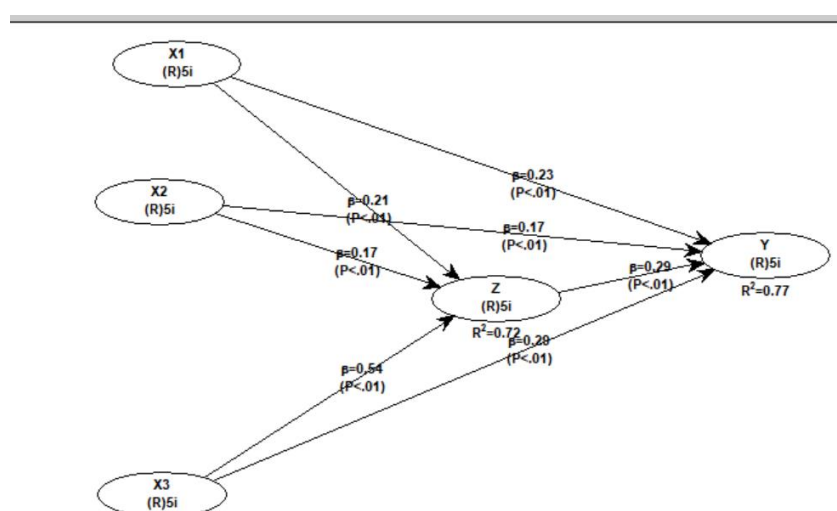 X1
(R)5i
β=0.23
(P<.01)
X2
(R)5i
β=0.21
(P<.01)
β=0.17
(P<.01)
Y
(R)5i
R²=0.77
β=0.17
(P<.01)
β=0.29
(P<.01)
Z
(R)5i
R²=0.72
β=0.29
(P<.01)
β=0.54
(P<.01)
X3
(R)5i